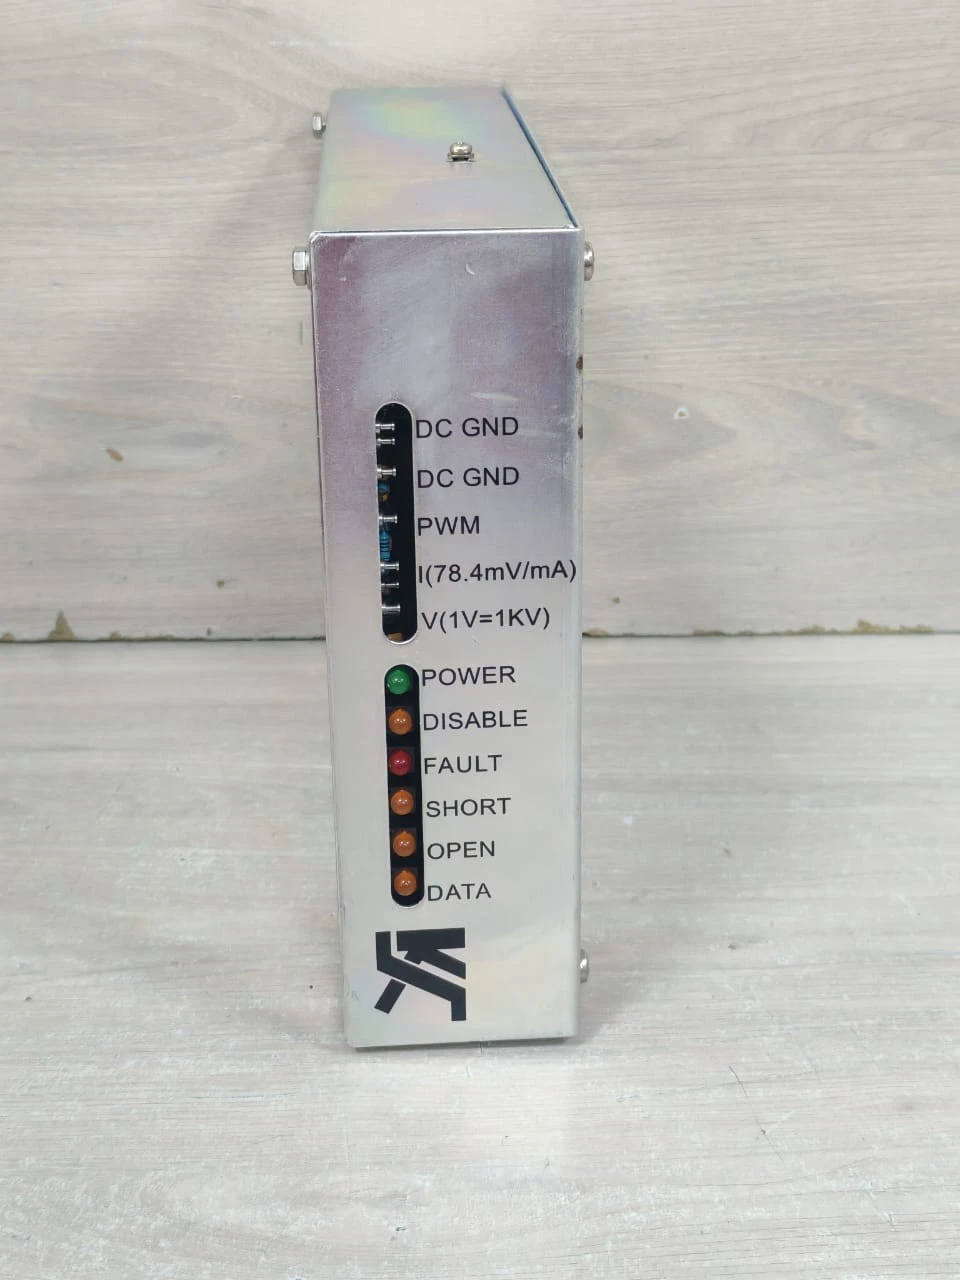 DC GND
DC GND
PWM
I(78.4mV/mA)
V(1V=1KV)
POWER
DISABLE
FAULT
SHORT
OPEN
DATA